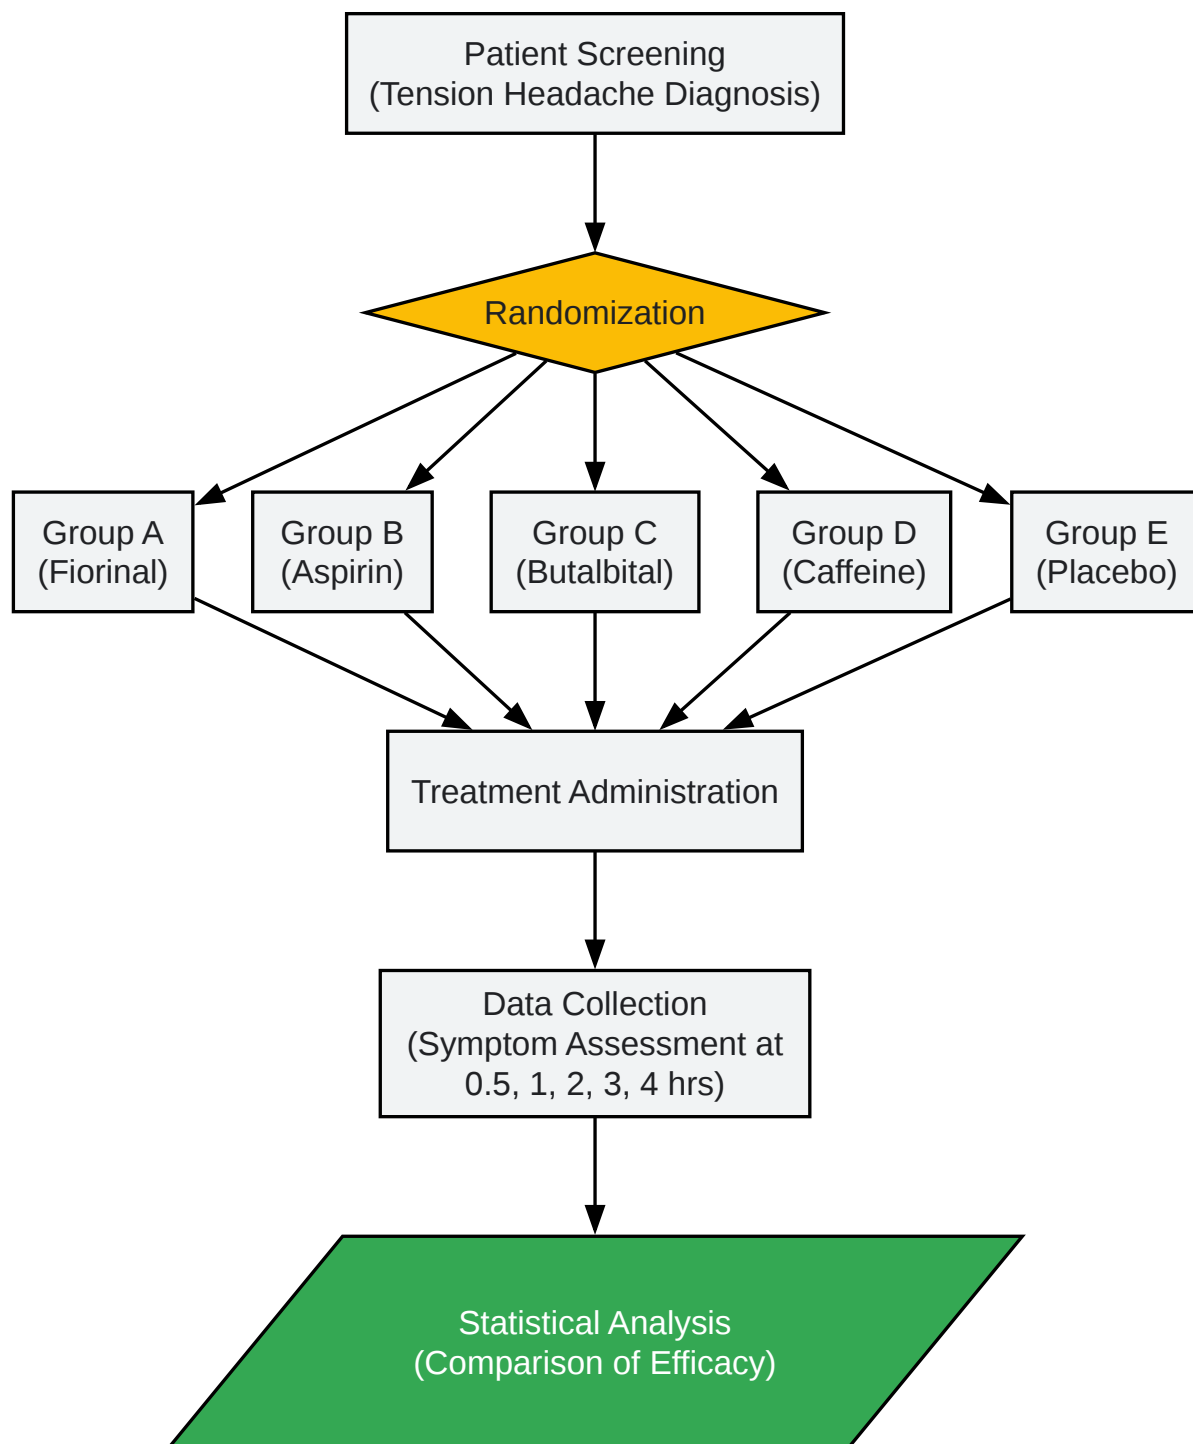 Patient Screening
(Tension Headache Diagnosis)
Randomization
Group A
(Fiorinal)
Group B
(Aspirin)
Group C
(Butalbital)
Group D
(Caffeine)
Group E
(Placebo)
Treatment Administration
Data Collection
(Symptom Assessment at
0.5, 1, 2, 3, 4 hrs)
Statistical Analysis
(Comparison of Efficacy)